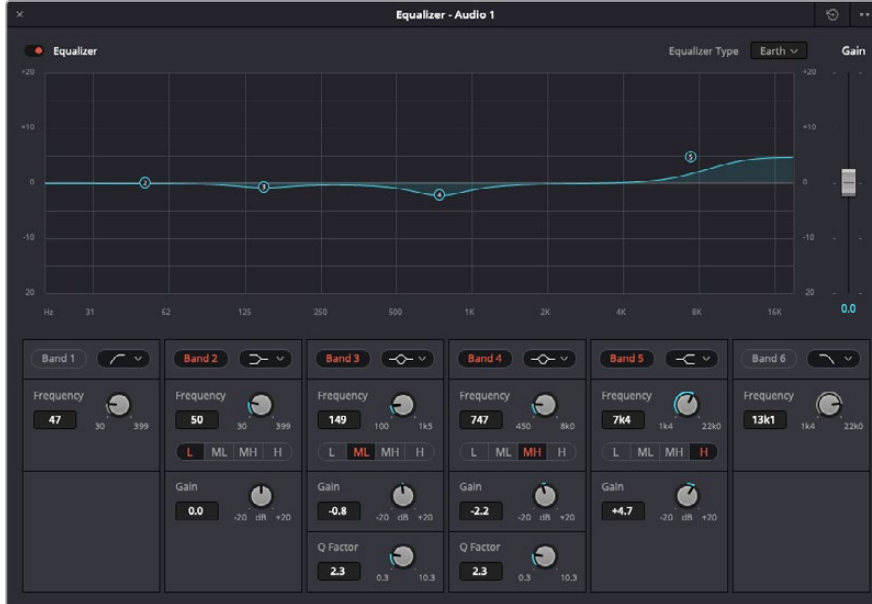 Equalizer - Audio 1
Equalizer
Equalizer Type Earth Gain
+20 +20
+10 +10
0 0
-10 -10
20 20
Hz 31 62 125 250 500 1K 2K 4K 8K 16K 0.0
2 3 4 5
Band 1 Band 2 Band 3 Band 4 Band 5 Band 6
Frequency Frequency Frequency Frequency Frequency Frequency
47 30 399 50 30 399 149 100 1k5 747 450 8k0 7k4 1k4 22k0 13k1 1k4 22k0
L ML MH H L ML MH H L ML MH H L ML MH H
Gain Gain Gain Gain
0.0 -20 dB +20 -0.8 -20 dB +20 -2.2 -20 dB +20 +4.7 -20 dB +20
Q Factor Q Factor
2.3 0.3 10.3 2.3 0.3 10.3